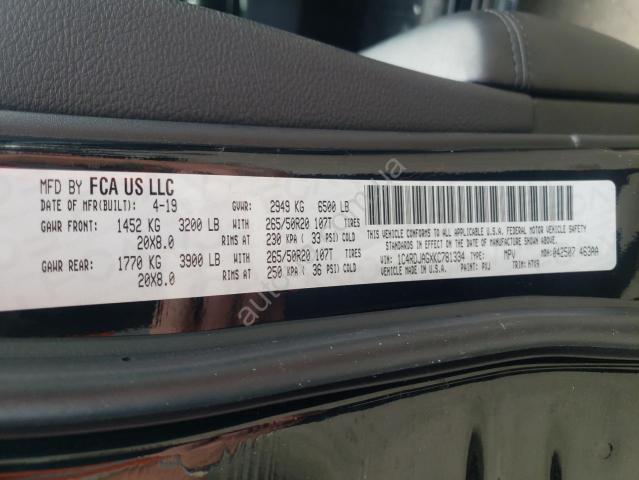 MFD BY FCA US LLC
DATE OF MFR(BUILT): 4-19 GVWR: 2949 KG 6500 LB
GAWR FRONT: 1452 KG 3200 LB WITH 265/50R20 107T TIRES
20X8.0 RIMS AT 230 KPA ( 33 PSI) COLD
GAWR REAR: 1770 KG 3900 LB WITH 265/50R20 107T TIRES
20X8.0 RIMS AT 250 KPA ( 36 PSI) COLD
THIS VEHICLE CONFORMS TO ALL APPLICABLE U.S.A. FEDERAL MOTOR VEHICLE SAFETY
STANDARDS IN EFFECT ON THE DATE OF MANUFACTURE SHOWN ABOVE.
VIN: 1C4RDJAGXKC781334 TYPE: MPV MDH: 042507 463AA
VEHICLE MADE IN U.S.A. PAINT: PXJ TRIM: HTV9